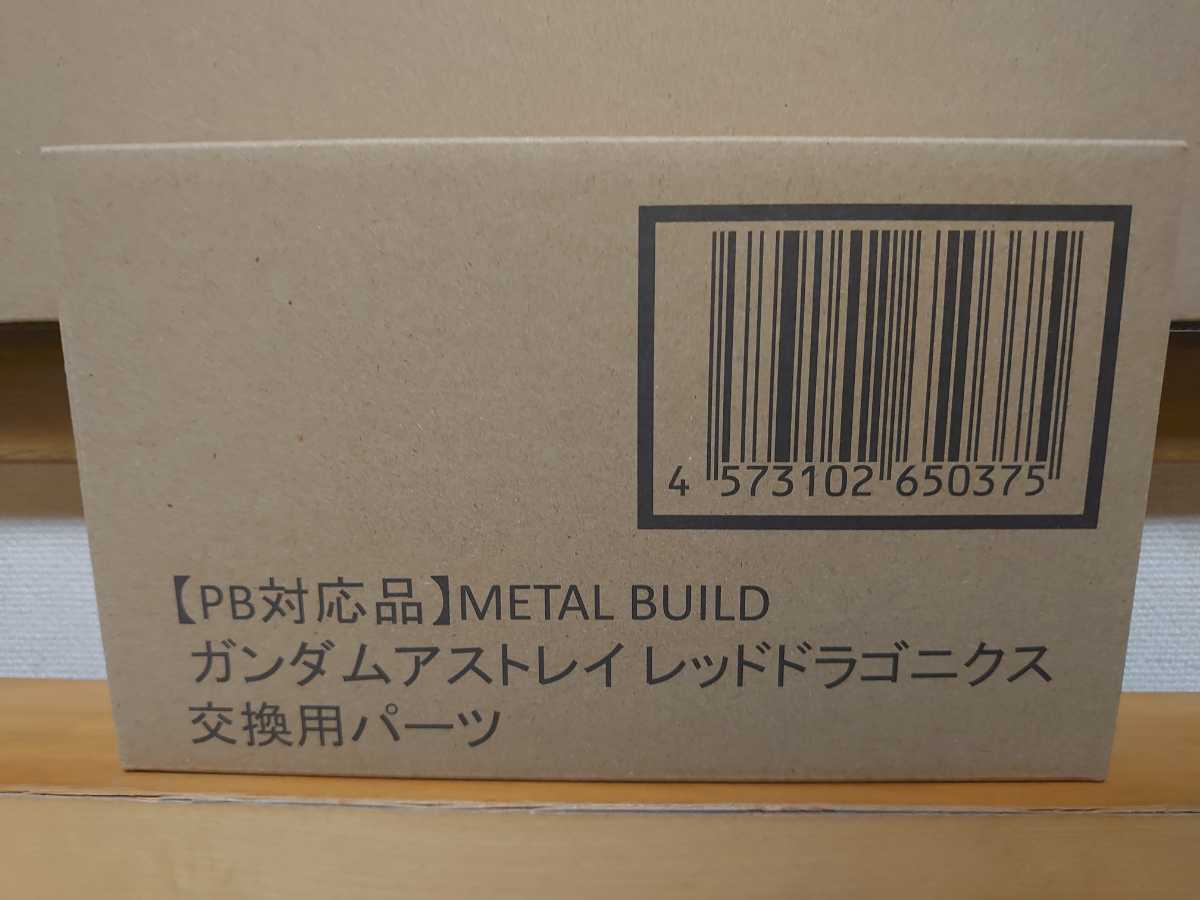 4 573102 650375
【PB対応品】METAL BUILD
ガンダムアストレイ レッドドラゴニクス
交換用パーツ